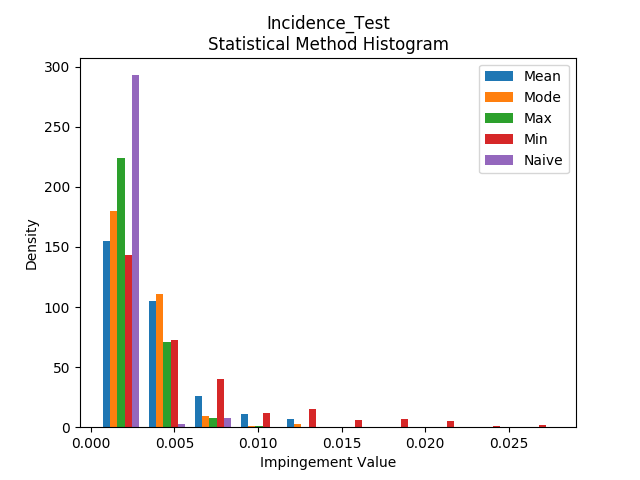 Incidence_Test
Statistical Method Histogram
300
250
200
150
100
50
0
Density
0.000
0.005
0.010
0.015
0.020
0.025
Impingement Value
Mean
Mode
Max
Min
Naive